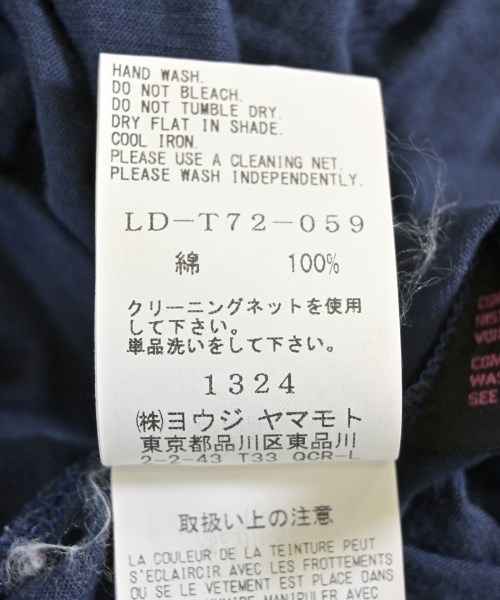 HAND WASH.
DO NOT BLEACH.
DO NOT TUMBLE DRY.
DRY FLAT IN SHADE.
COOL IRON.
PLEASE USE A CLEANING NET.
PLEASE WASH INDEPENDENTLY.
LD-T72-059
綿 100%
クリーニングネットを使用
して下さい。
単品洗いをして下さい。
1324
㈱ヨウジ ヤマモト
東京都品川区東品川
2-2-43 T33 OCR-L
取扱い上の注意
LA COULEUR DE LA TEINTURE PEUT
S'ECLAIRCIR AVEC LES FROTTEMENTS
OU SE LE VETEMENT EST PLACE DANS
MANIPULER AVEC
WAS
SEE